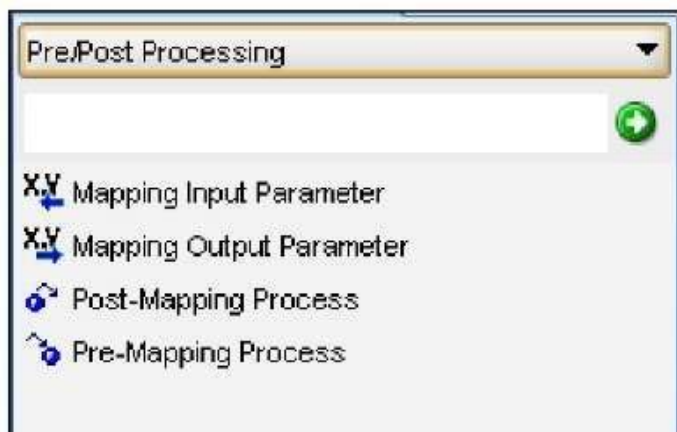 Pre/Post Processing
X,Y Mapping Input Parameter
X,Y Mapping Output Parameter
Post-Mapping Process
Pre-Mapping Process